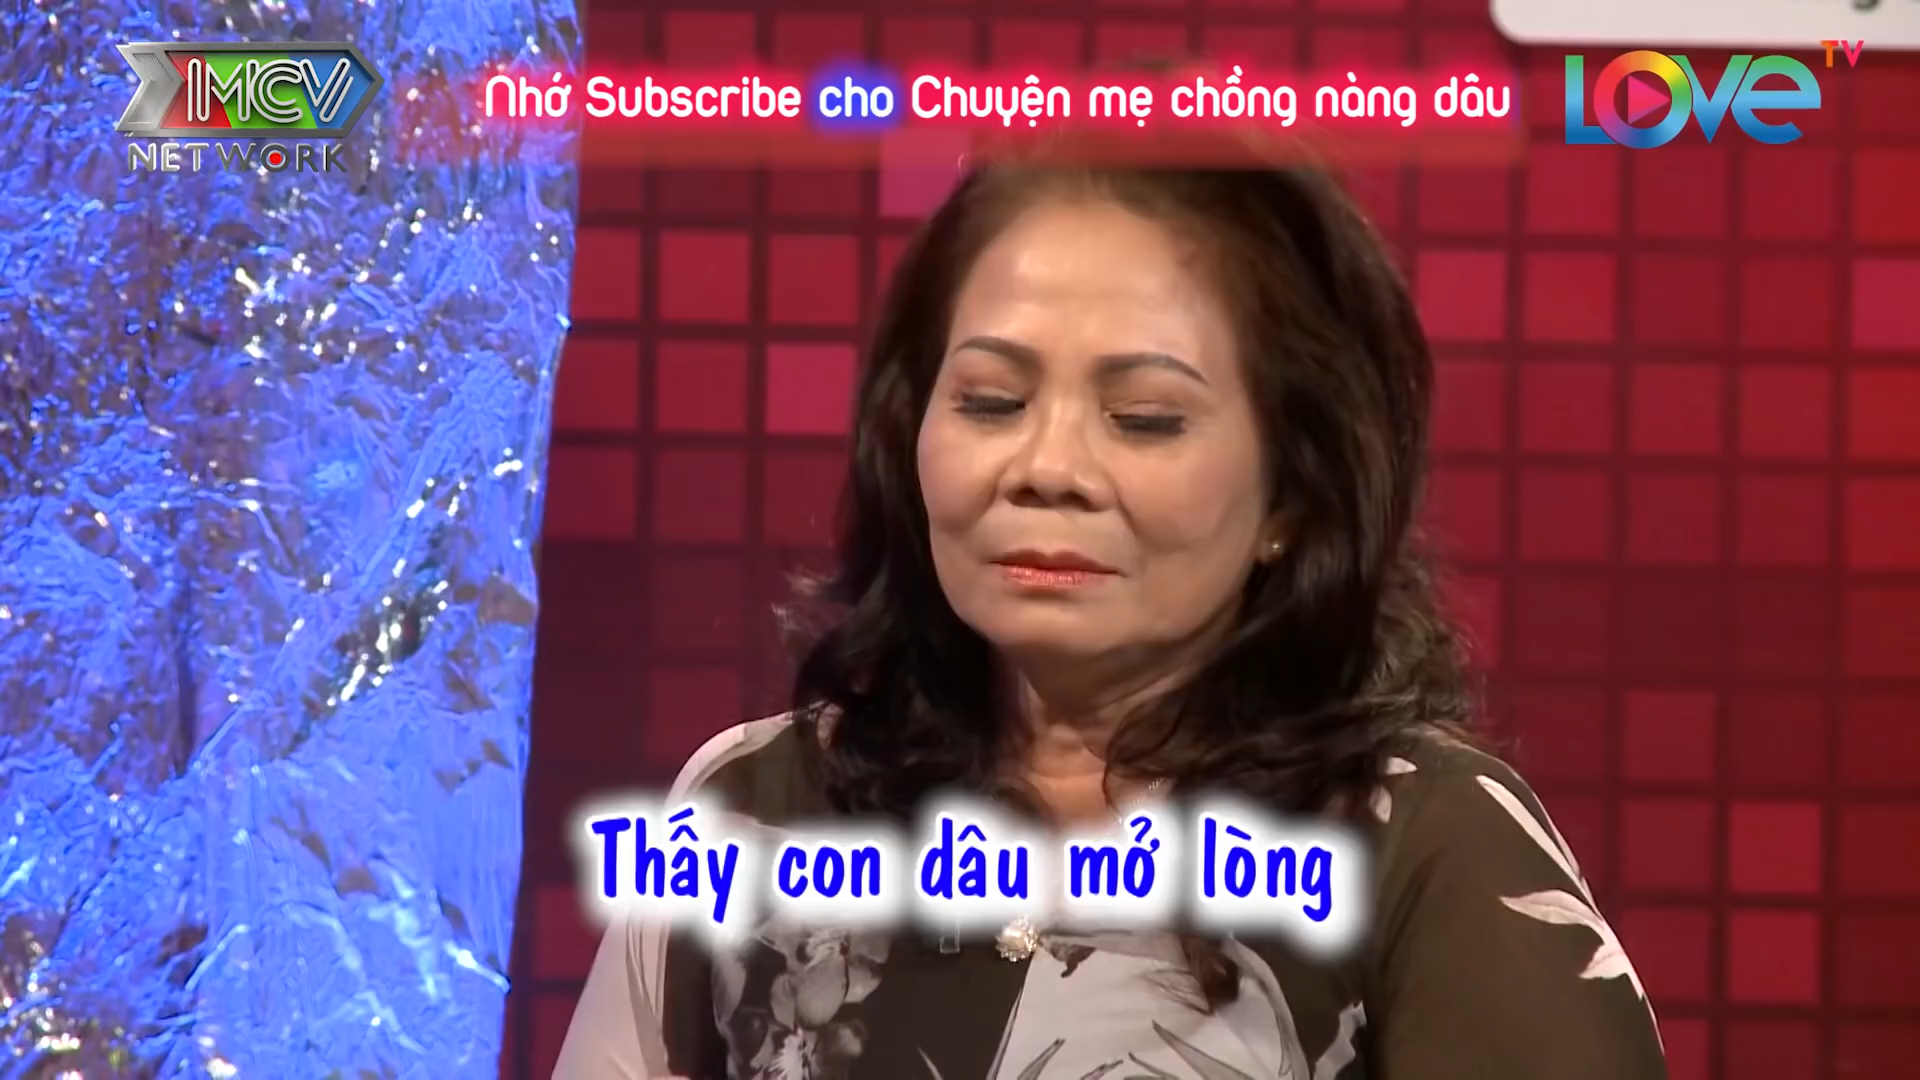 MCV
NETWORK
Nhớ Subscribe cho Chuyện mẹ chồng nàng dâu
LOVE TV
Thấy con dâu mở lòng